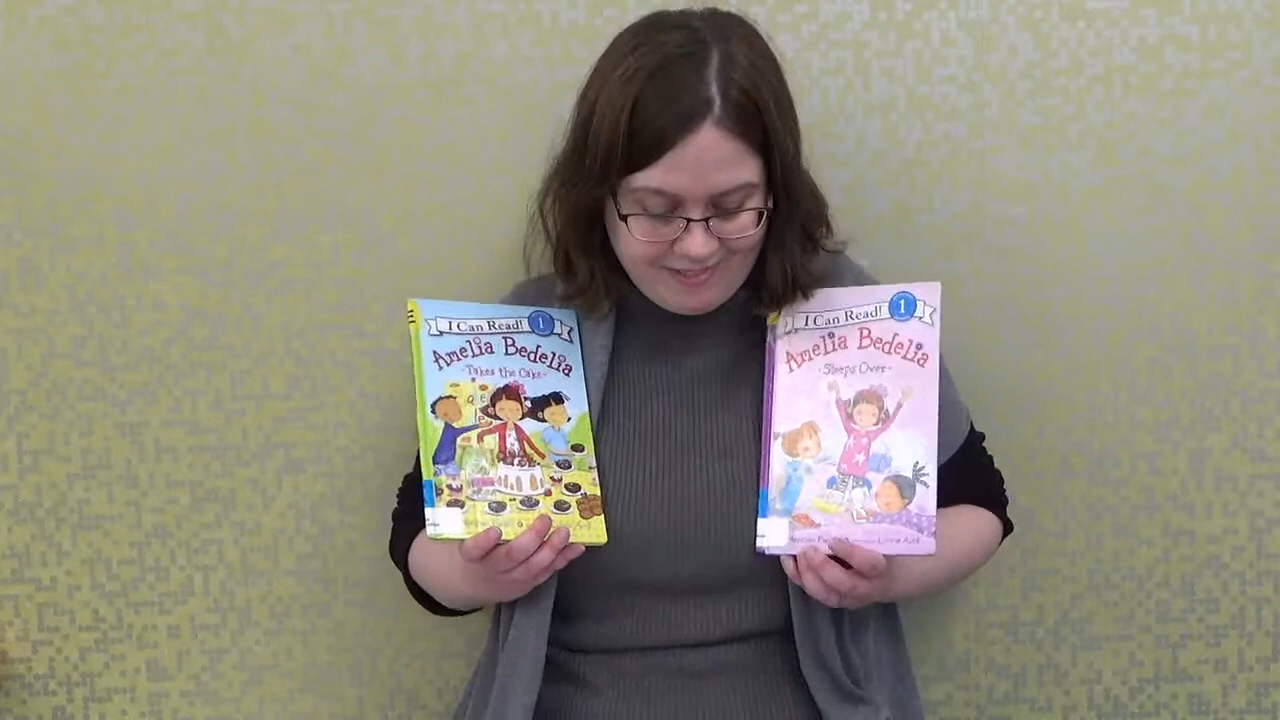 I Can Read! 1
Amelia Bedelia
Takes the Cake
I Can Read! 1
Amelia Bedelia
Sleeps Over